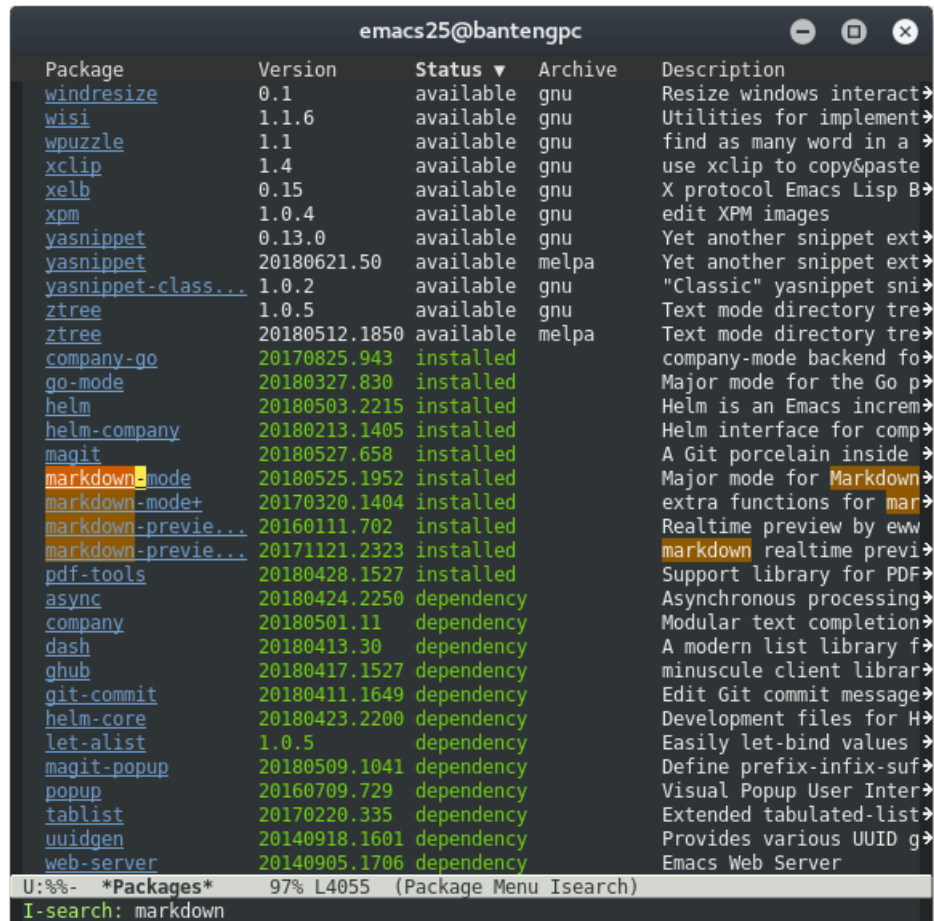 emacs25@bantengpc
Package Version Status ▼ Archive Description
windresize 0.1 available gnu Resize windows interact→
wisi 1.1.6 available gnu Utilities for implement→
wpuzzle 1.1 available gnu find as many word in a →
xclip 1.4 available gnu use xclip to copy&paste
xelb 0.15 available gnu X protocol Emacs Lisp B→
xpm 1.0.4 available gnu edit XPM images
yasnippet 0.13.0 available gnu Yet another snippet ext→
yasnippet 20180621.50 available melpa Yet another snippet ext→
yasnippet-class... 1.0.2 available gnu "Classic" yasnippet sni→
ztree 1.0.5 available gnu Text mode directory tre→
ztree 20180512.1850 available melpa Text mode directory tre→
company-go 20170825.943 installed company-mode backend fo→
go-mode 20180327.830 installed Major mode for the Go p→
helm 20180503.2215 installed Helm is an Emacs increm→
helm-company 20180213.1405 installed Helm interface for comp→
magit 20180527.658 installed A Git porcelain inside →
markdown-mode 20180525.1952 installed Major mode for Markdown→
markdown-mode+ 20170320.1404 installed extra functions for mar→
markdown-previe... 20160111.702 installed Realtime preview by eww
markdown-previe... 20171121.2323 installed markdown realtime previ→
pdf-tools 20180428.1527 installed Support library for PDF→
async 20180424.2250 dependency Asynchronous processing→
company 20180501.11 dependency Modular text completion→
dash 20180413.30 dependency A modern list library f→
ghub 20180417.1527 dependency minuscule client librar→
git-commit 20180411.1649 dependency Edit Git commit message→
helm-core 20180423.2200 dependency Development files for H→
let-alist 1.0.5 dependency Easily let-bind values →
magit-popup 20180509.1041 dependency Define prefix-infix-suf→
popup 20160709.729 dependency Visual Popup User Inter→
tablist 20170220.335 dependency Extended tabulated-list→
uuidgen 20140918.1601 dependency Provides various UUID g→
web-server 20140905.1706 dependency Emacs Web Server
U:%%- *Packages* 97% L4055 (Package Menu Isearch)
I-search: markdown